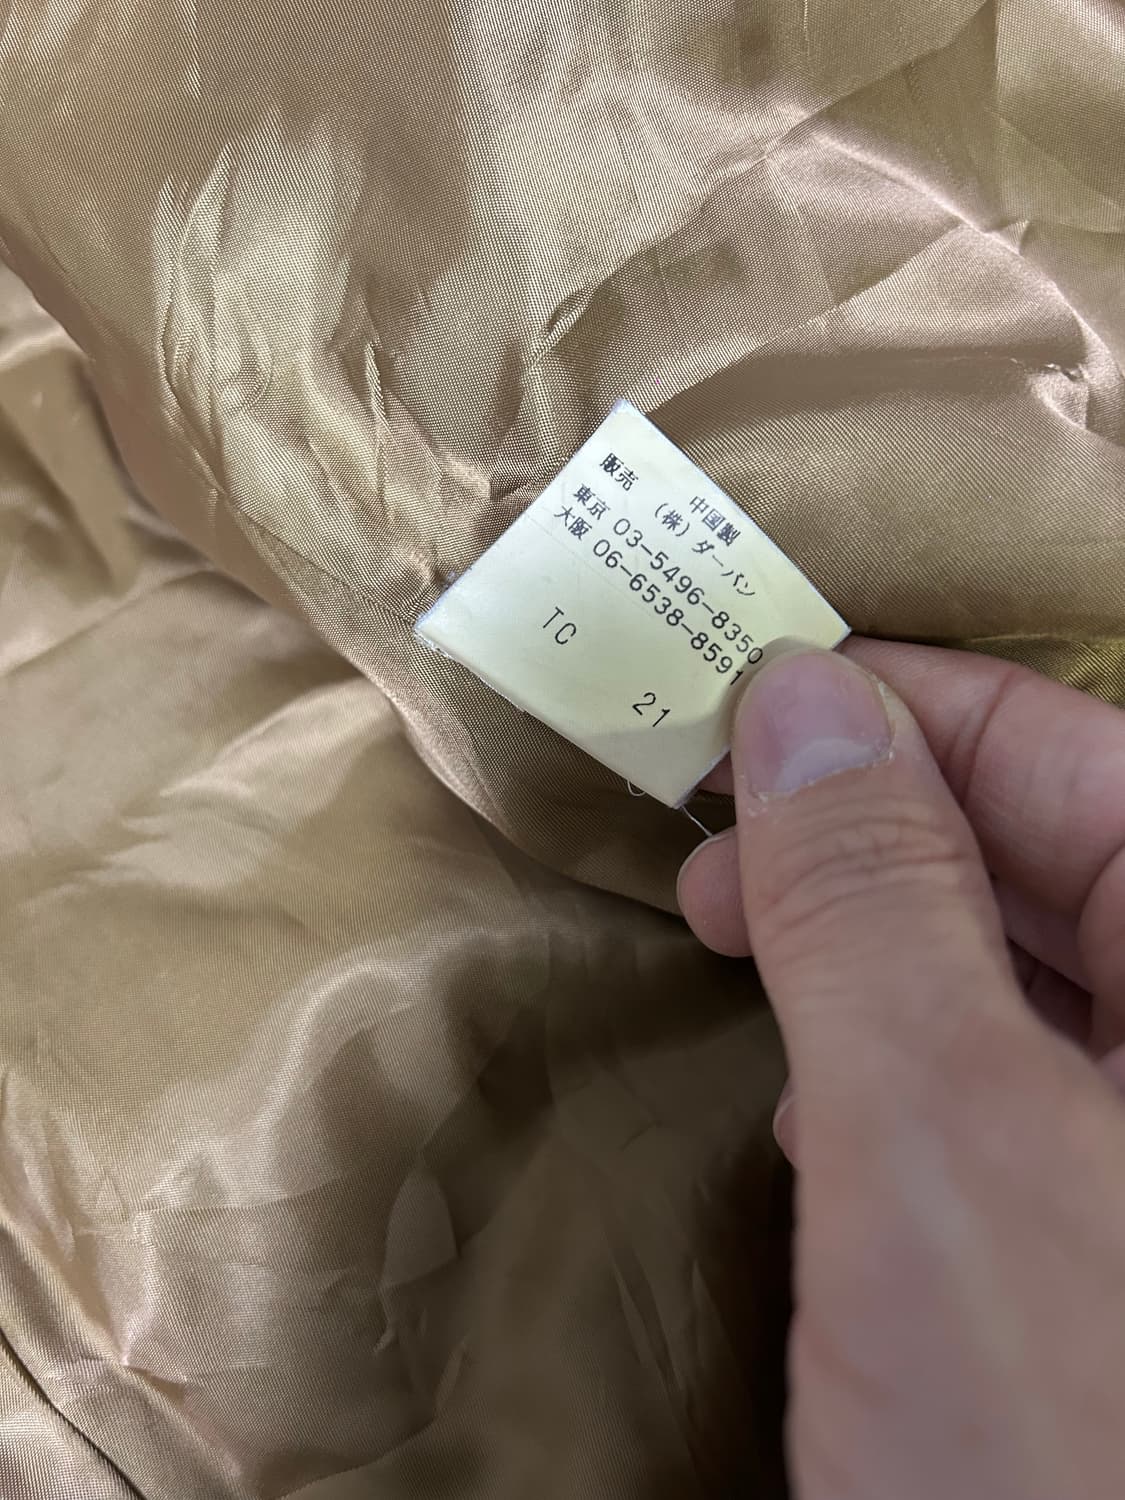 中国製
販売 (株)ダーバン
東京 03-5496-8350
大阪 06-6538-8591
TC
21